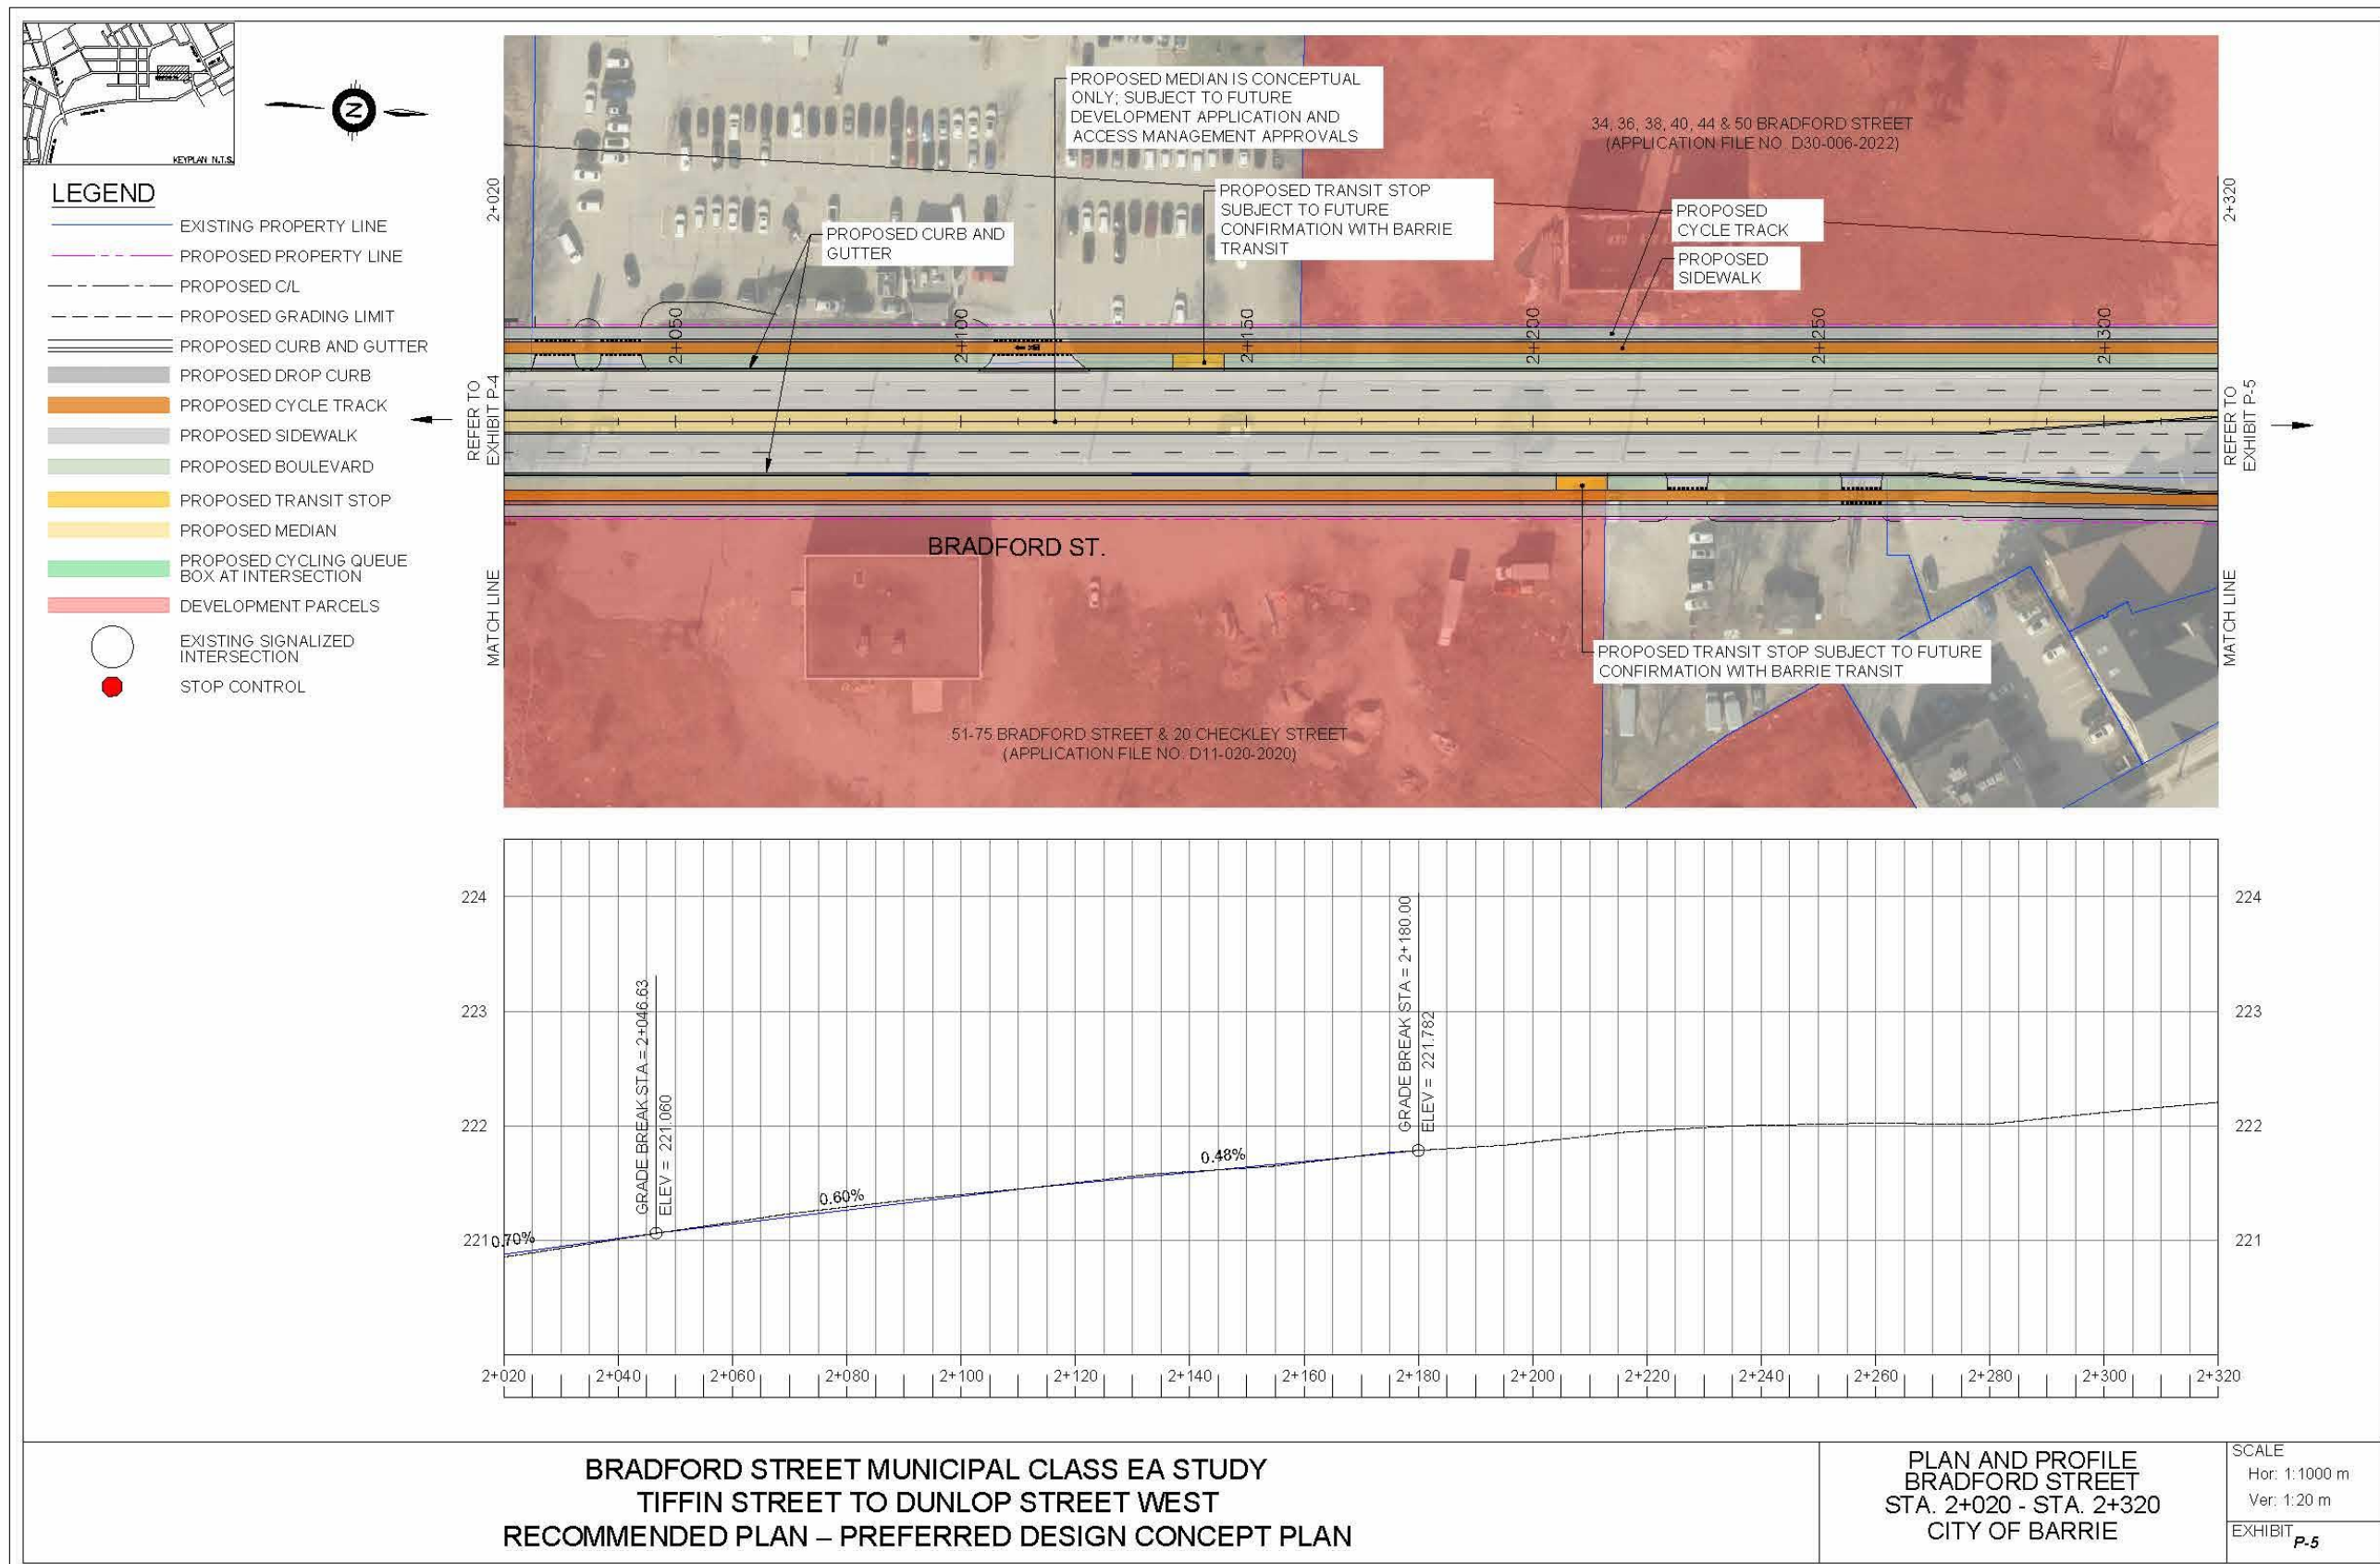 KEYPLAN N.T.S.
N
LEGEND
EXISTING PROPERTY LINE
PROPOSED PROPERTY LINE
PROPOSED C/L
PROPOSED GRADING LIMIT
PROPOSED CURB AND GUTTER
PROPOSED DROP CURB
PROPOSED CYCLE TRACK
PROPOSED SIDEWALK
PROPOSED BOULEVARD
PROPOSED TRANSIT STOP
PROPOSED MEDIAN
PROPOSED CYCLING QUEUE
BOX AT INTERSECTION
DEVELOPMENT PARCELS
EXISTING SIGNALIZED
INTERSECTION
STOP CONTROL
2+020
REFER TO
EXHIBIT P-4
MATCH LINE
PROPOSED MEDIAN IS CONCEPTUAL
ONLY; SUBJECT TO FUTURE
DEVELOPMENT APPLICATION AND
ACCESS MANAGEMENT APPROVALS
34, 36, 38, 40, 44 & 50 BRADFORD STREET
(APPLICATION FILE NO. D30-006-2022)
PROPOSED TRANSIT STOP
SUBJECT TO FUTURE
CONFIRMATION WITH BARRIE
TRANSIT
PROPOSED
CYCLE TRACK
PROPOSED CURB AND
GUTTER
PROPOSED
SIDEWALK
2+050
2+100
2+150
2+200
2+250
2+300
BRADFORD ST.
PROPOSED TRANSIT STOP SUBJECT TO FUTURE
CONFIRMATION WITH BARRIE TRANSIT
51-75 BRADFORD STREET & 20 CHECKLEY STREET
(APPLICATION FILE NO. D11-020-2020)
2+320
REFER TO
EXHIBIT P-5
MATCH LINE
224
224
223
223
222
222
221
221
GRADE BREAK STA = 2+046.63
ELEV = 221.060
GRADE BREAK STA = 2+180.00
ELEV = 221.782
0.70%
0.60%
0.48%
2+020
2+040
2+060
2+080
2+100
2+120
2+140
2+160
2+180
2+200
2+220
2+240
2+260
2+280
2+300
2+320
BRADFORD STREET MUNICIPAL CLASS EA STUDY
TIFFIN STREET TO DUNLOP STREET WEST
RECOMMENDED PLAN – PREFERRED DESIGN CONCEPT PLAN
PLAN AND PROFILE
BRADFORD STREET
STA. 2+020 - STA. 2+320
CITY OF BARRIE
SCALE
Hor: 1:1000 m
Ver: 1:20 m
EXHIBIT P-5